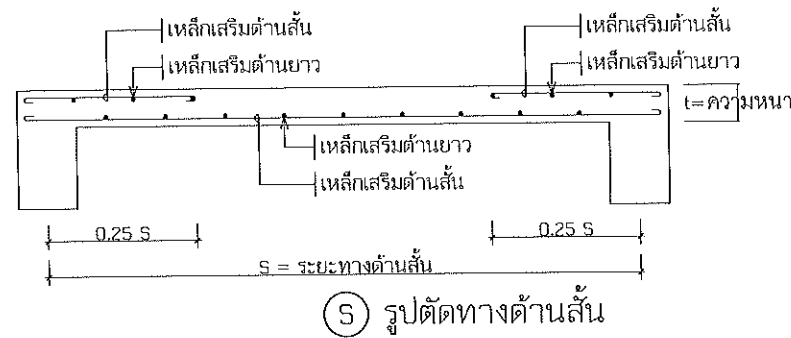 เหล็กเสริมด้านสั้น
เหล็กเสริมด้านสั้น
เหล็กเสริมด้านยาว
เหล็กเสริมด้านยาว
t=ความหนา
เหล็กเสริมด้านยาว
เหล็กเสริมด้านสั้น
0.25 S
0.25 S
S = ระยะทางด้านสั้น
S รูปตัดทางด้านสั้น